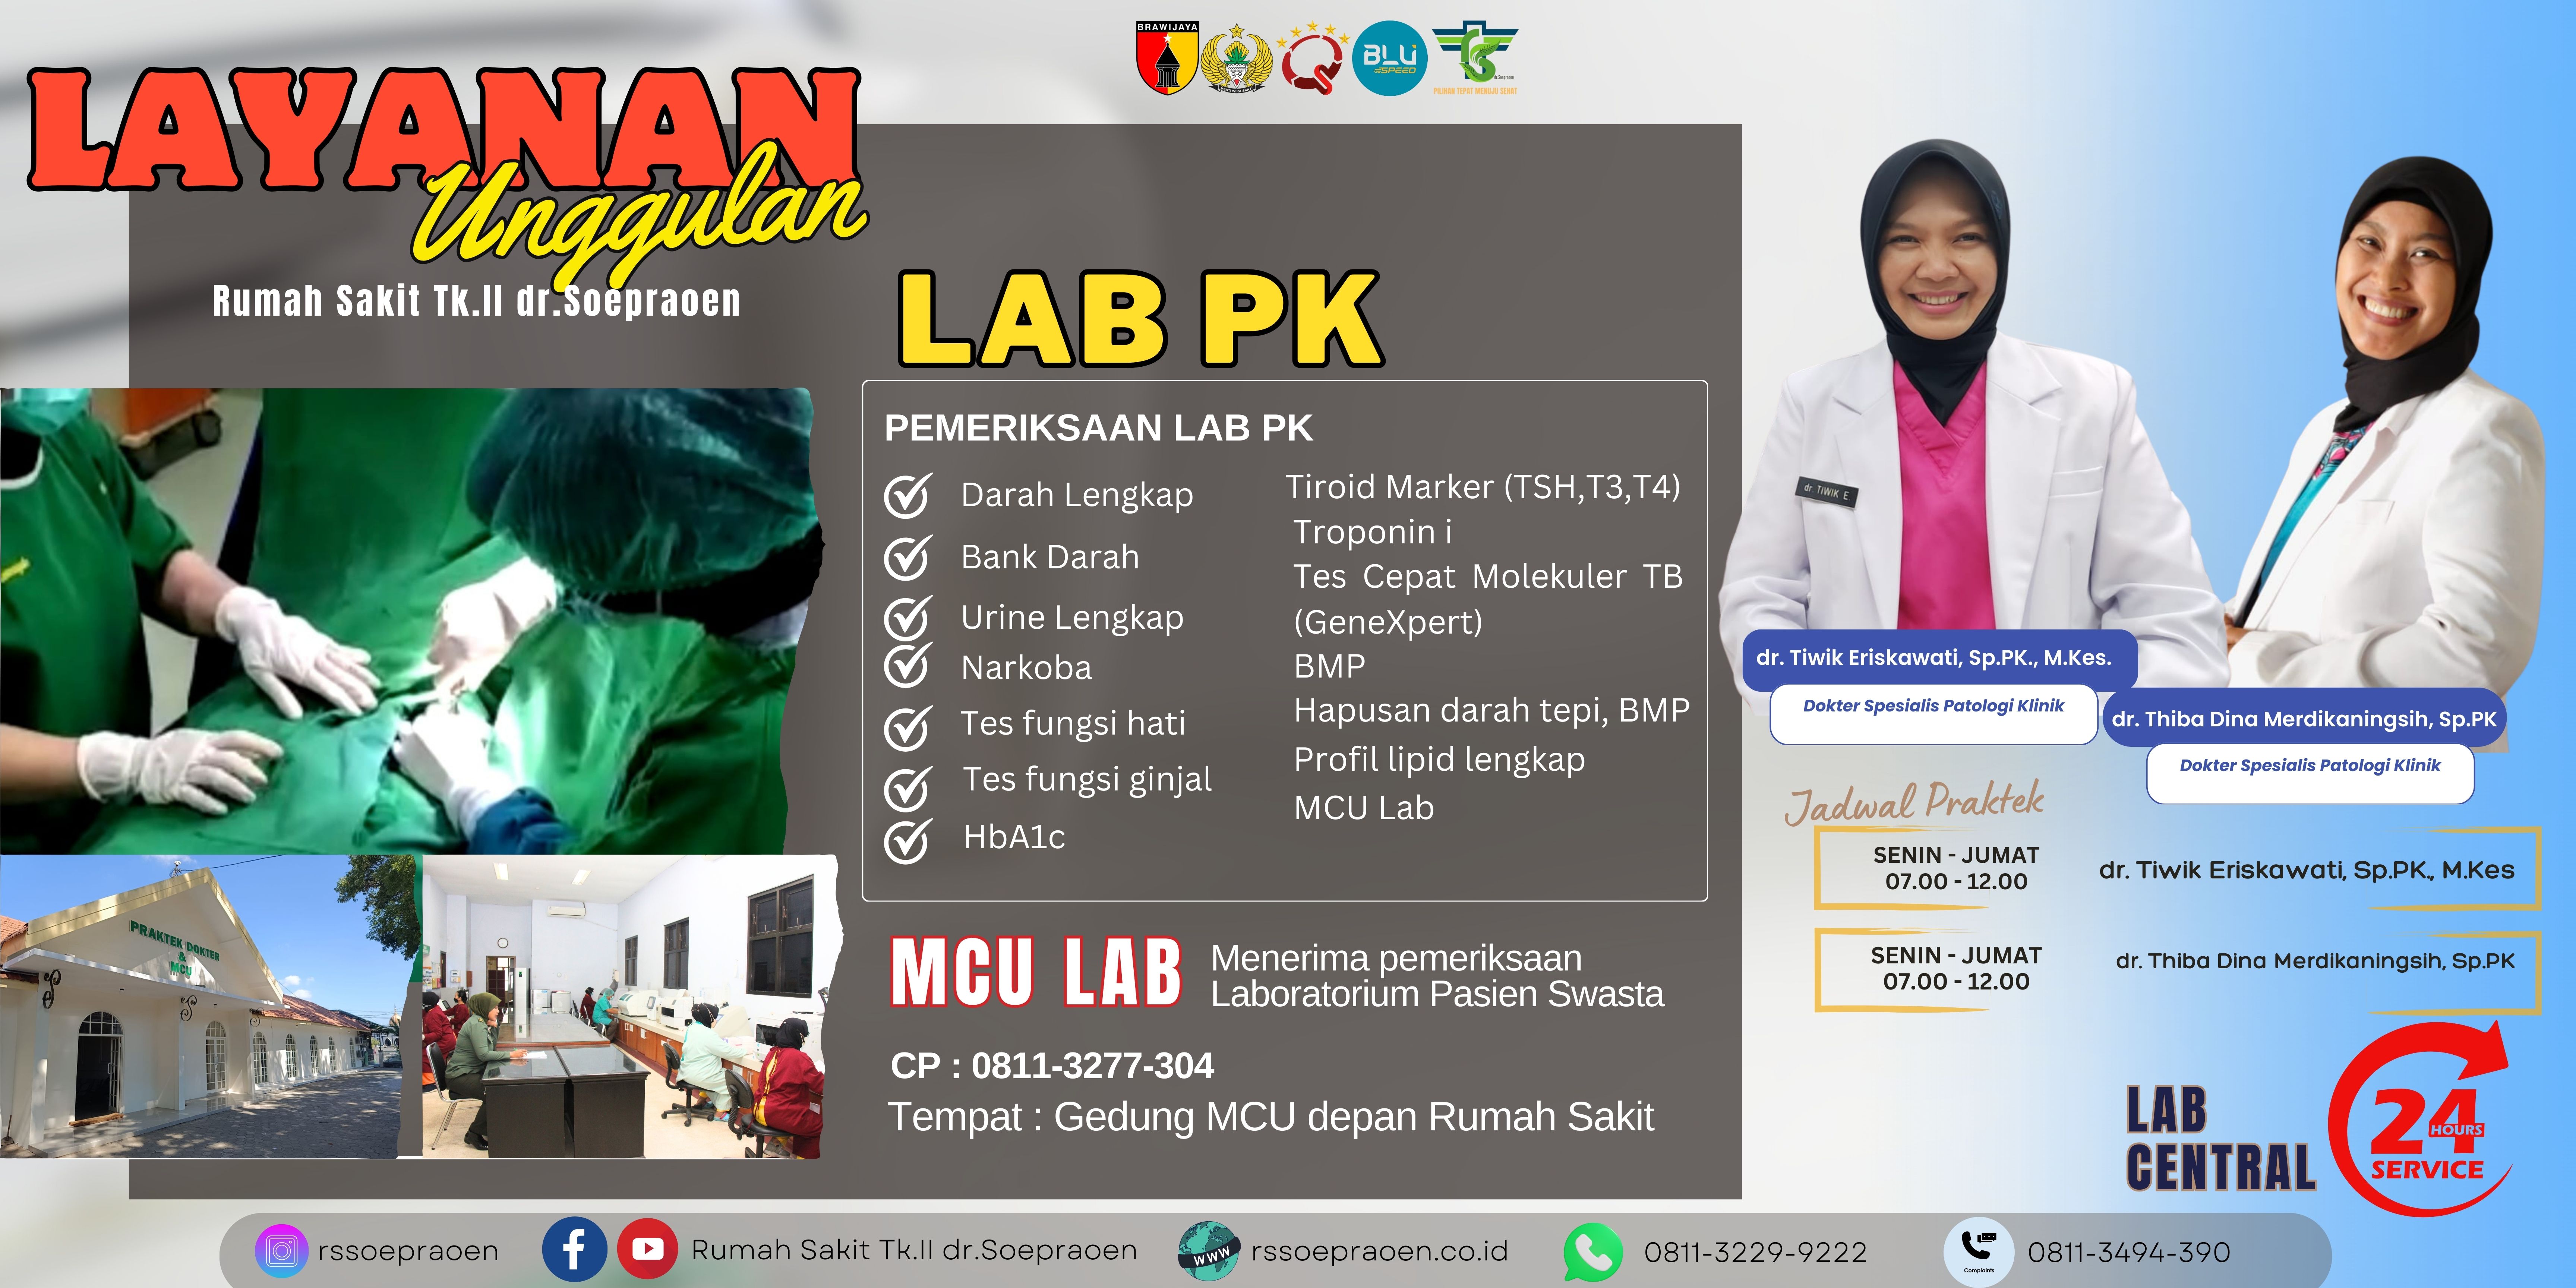 BRAWIJAYA
BLU
SPEED
PILIHAN TEPAT MENUJU SEHAT
LAYANAN
Unggulan
Rumah Sakit Tk.II dr.Soepraoen
LAB PK
PEMERIKSAAN LAB PK
Darah Lengkap
Bank Darah
Urine Lengkap
Narkoba
Tes fungsi hati
Tes fungsi ginjal
HbA1c
Tiroid Marker (TSH,T3,T4)
Troponin i
Tes Cepat Molekuler TB
(GeneXpert)
BMP
Hapusan darah tepi, BMP
Profil lipid lengkap
MCU Lab
PRAKTEK DOKTER
&
MCU
MCU LAB
Menerima pemeriksaan
Laboratorium Pasien Swasta
CP : 0811-3277-304
Tempat : Gedung MCU depan Rumah Sakit
dr TIWIK E
dr. Tiwik Eriskawati, Sp.PK., M.Kes.
Dokter Spesialis Patologi Klinik
dr. Thiba Dina Merdikaningsih, Sp.PK
Dokter Spesialis Patologi Klinik
Jadwal Praktek
SENIN - JUMAT
07.00 - 12.00
dr. Tiwik Eriskawati, Sp.PK., M.Kes
SENIN - JUMAT
07.00 - 12.00
dr. Thiba Dina Merdikaningsih, Sp.PK
LAB
CENTRAL
24
HOURS
SERVICE
rssoepraoen
Rumah Sakit Tk.II dr.Soepraoen
WWW
rssoepraoen.co.id
0811-3229-9222
Complaints
0811-3494-390